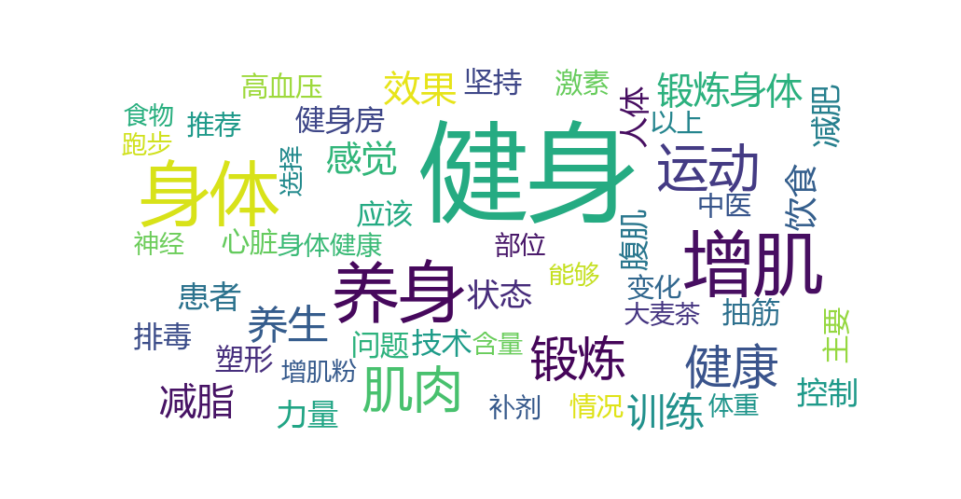 高血压
效果
坚持
激素
锻炼身体
减肥
食物
推荐
健身房
健身
人体
以上
跑步
选择
感觉
运动
身体
应该
中医
饮食
神经
心脏
身体健康
部位
腹肌
增肌
养身
状态
能够
变化
患者
养生
大麦茶
抽筋
排毒
塑形
问题
技术
含量
锻炼
健康
主要
增肌粉
肌肉
减脂
力量
补剂
情况
训练
体重
控制